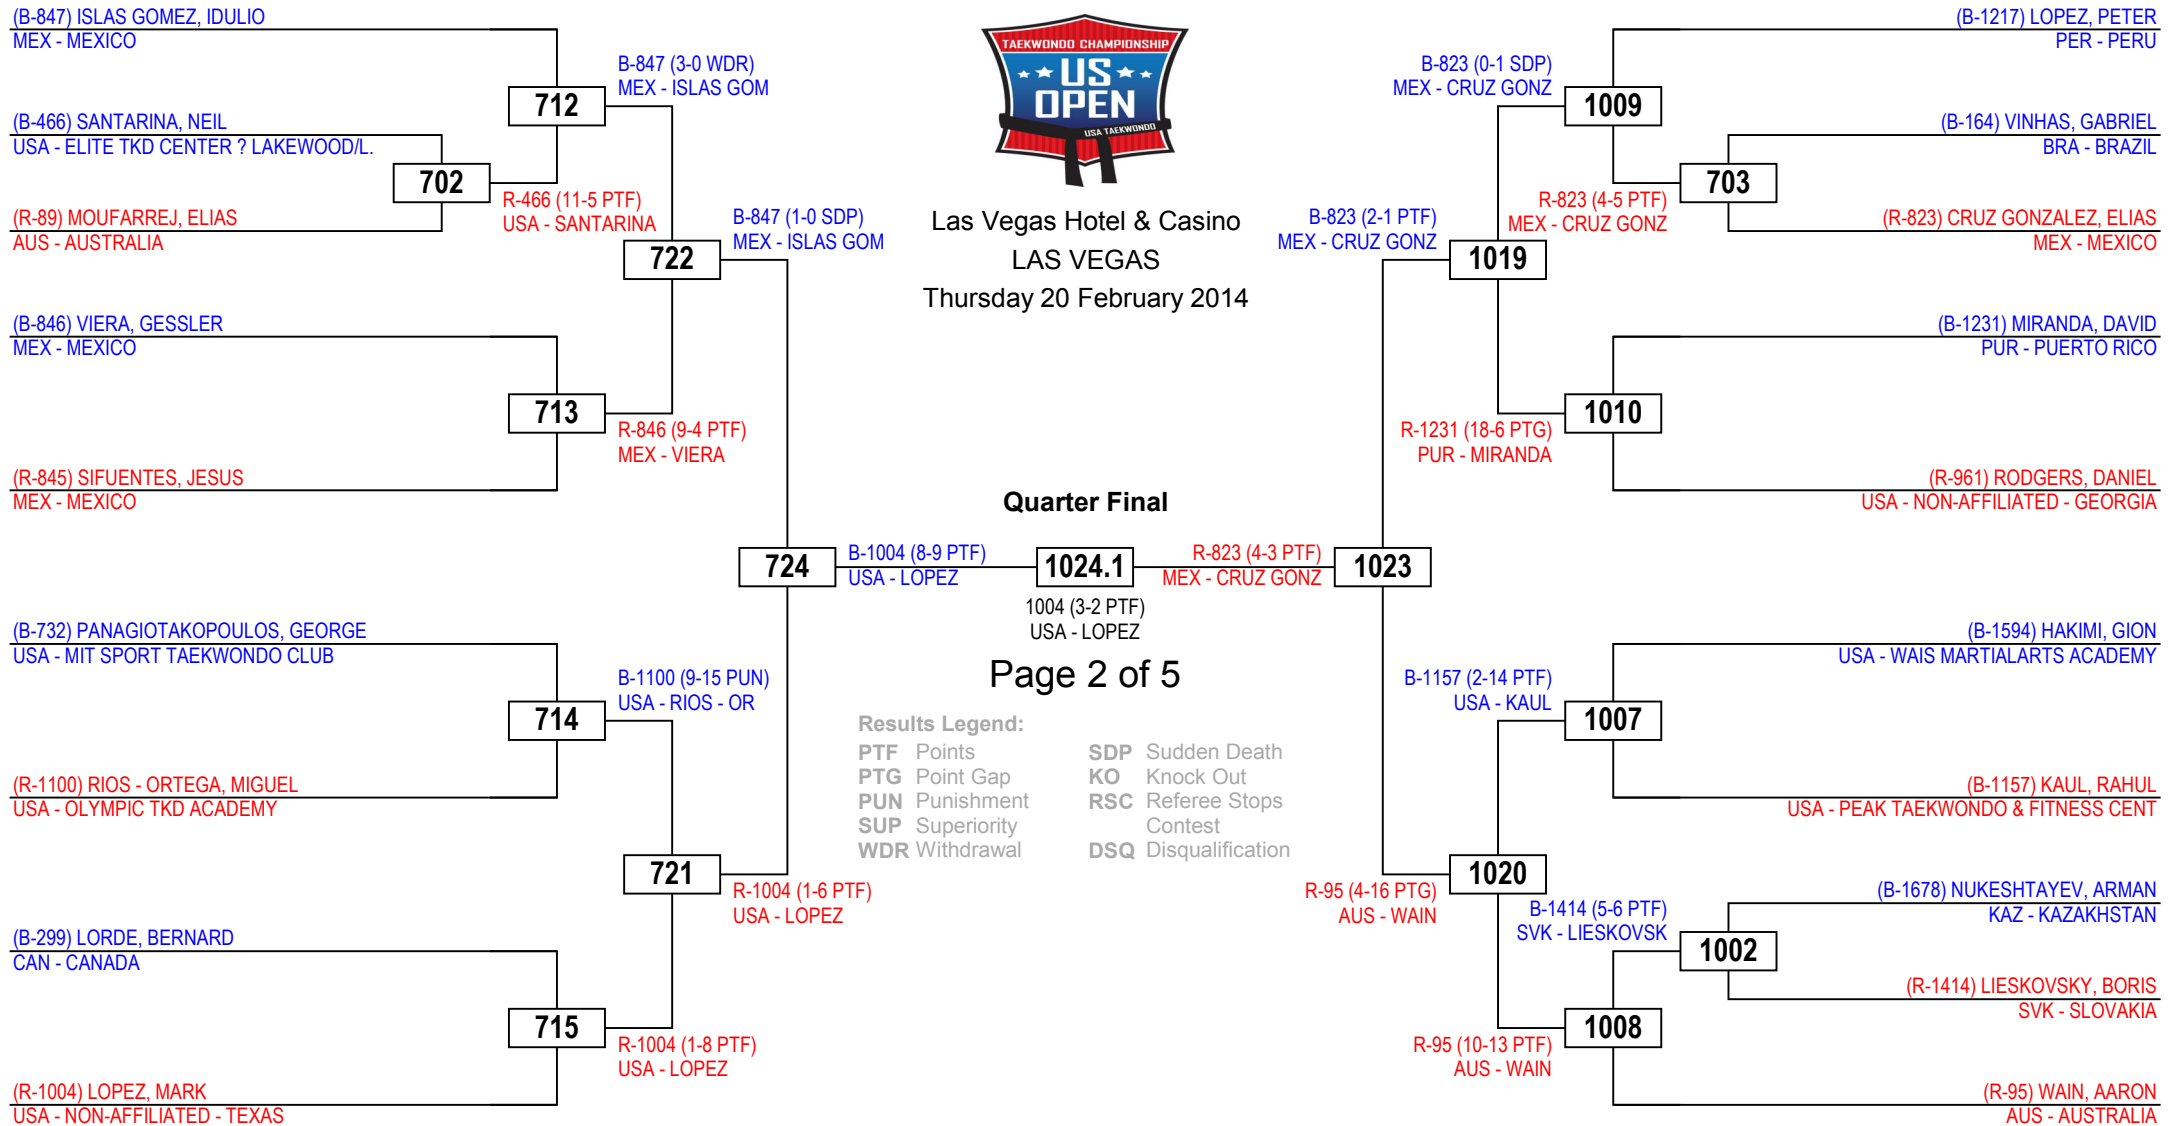 (B-847) ISLAS GOMEZ, IDULIO
MEX - MEXICO
B-847 (3-0 WDR)
MEX - ISLAS GOM
712
(B-466) SANTARINA, NEIL
USA - ELITE TKD CENTER ? LAKEWOOD/L.
702
R-466 (11-5 PTF)
USA - SANTARINA
(R-89) MOUFARREJ, ELIAS
AUS - AUSTRALIA
B-847 (1-0 SDP)
MEX - ISLAS GOM
722
(B-846) VIERA, GESSLER
MEX - MEXICO
713
R-846 (9-4 PTF)
MEX - VIERA
(R-845) SIFUENTES, JESUS
MEX - MEXICO
724
B-1004 (8-9 PTF)
USA - LOPEZ
(B-732) PANAGIOTAKOPOULOS, GEORGE
USA - MIT SPORT TAEKWONDO CLUB
B-1100 (9-15 PUN)
USA - RIOS - OR
714
(R-1100) RIOS - ORTEGA, MIGUEL
USA - OLYMPIC TKD ACADEMY
721
R-1004 (1-6 PTF)
USA - LOPEZ
(B-299) LORDE, BERNARD
CAN - CANADA
715
R-1004 (1-8 PTF)
USA - LOPEZ
(R-1004) LOPEZ, MARK
USA - NON-AFFILIATED - TEXAS
TAEKWONDO CHAMPIONSHIP
US
OPEN
USA TAEKWONDO
Las Vegas Hotel & Casino
LAS VEGAS
Thursday 20 February 2014
Quarter Final
1024.1
1004 (3-2 PTF)
USA - LOPEZ
Page 2 of 5
Results Legend:
PTF Points
PTG Point Gap
PUN Punishment
SUP Superiority
WDR Withdrawal
SDP Sudden Death
KO Knock Out
RSC Referee Stops
Contest
DSQ Disqualification
(B-1217) LOPEZ, PETER
PER - PERU
B-823 (0-1 SDP)
MEX - CRUZ GONZ
1009
(B-164) VINHAS, GABRIEL
BRA - BRAZIL
703
R-823 (4-5 PTF)
MEX - CRUZ GONZ
(R-823) CRUZ GONZALEZ, ELIAS
MEX - MEXICO
B-823 (2-1 PTF)
MEX - CRUZ GONZ
1019
(B-1231) MIRANDA, DAVID
PUR - PUERTO RICO
1010
R-1231 (18-6 PTG)
PUR - MIRANDA
(R-961) RODGERS, DANIEL
USA - NON-AFFILIATED - GEORGIA
R-823 (4-3 PTF)
MEX - CRUZ GONZ
1023
(B-1594) HAKIMI, GION
USA - WAIS MARTIALARTS ACADEMY
B-1157 (2-14 PTF)
USA - KAUL
1007
(B-1157) KAUL, RAHUL
USA - PEAK TAEKWONDO & FITNESS CENT
1020
R-95 (4-16 PTG)
AUS - WAIN
(B-1678) NUKESHTAYEV, ARMAN
KAZ - KAZAKHSTAN
B-1414 (5-6 PTF)
SVK - LIESKOVSK
1002
(R-1414) LIESKOVSKY, BORIS
SVK - SLOVAKIA
1008
R-95 (10-13 PTF)
AUS - WAIN
(R-95) WAIN, AARON
AUS - AUSTRALIA